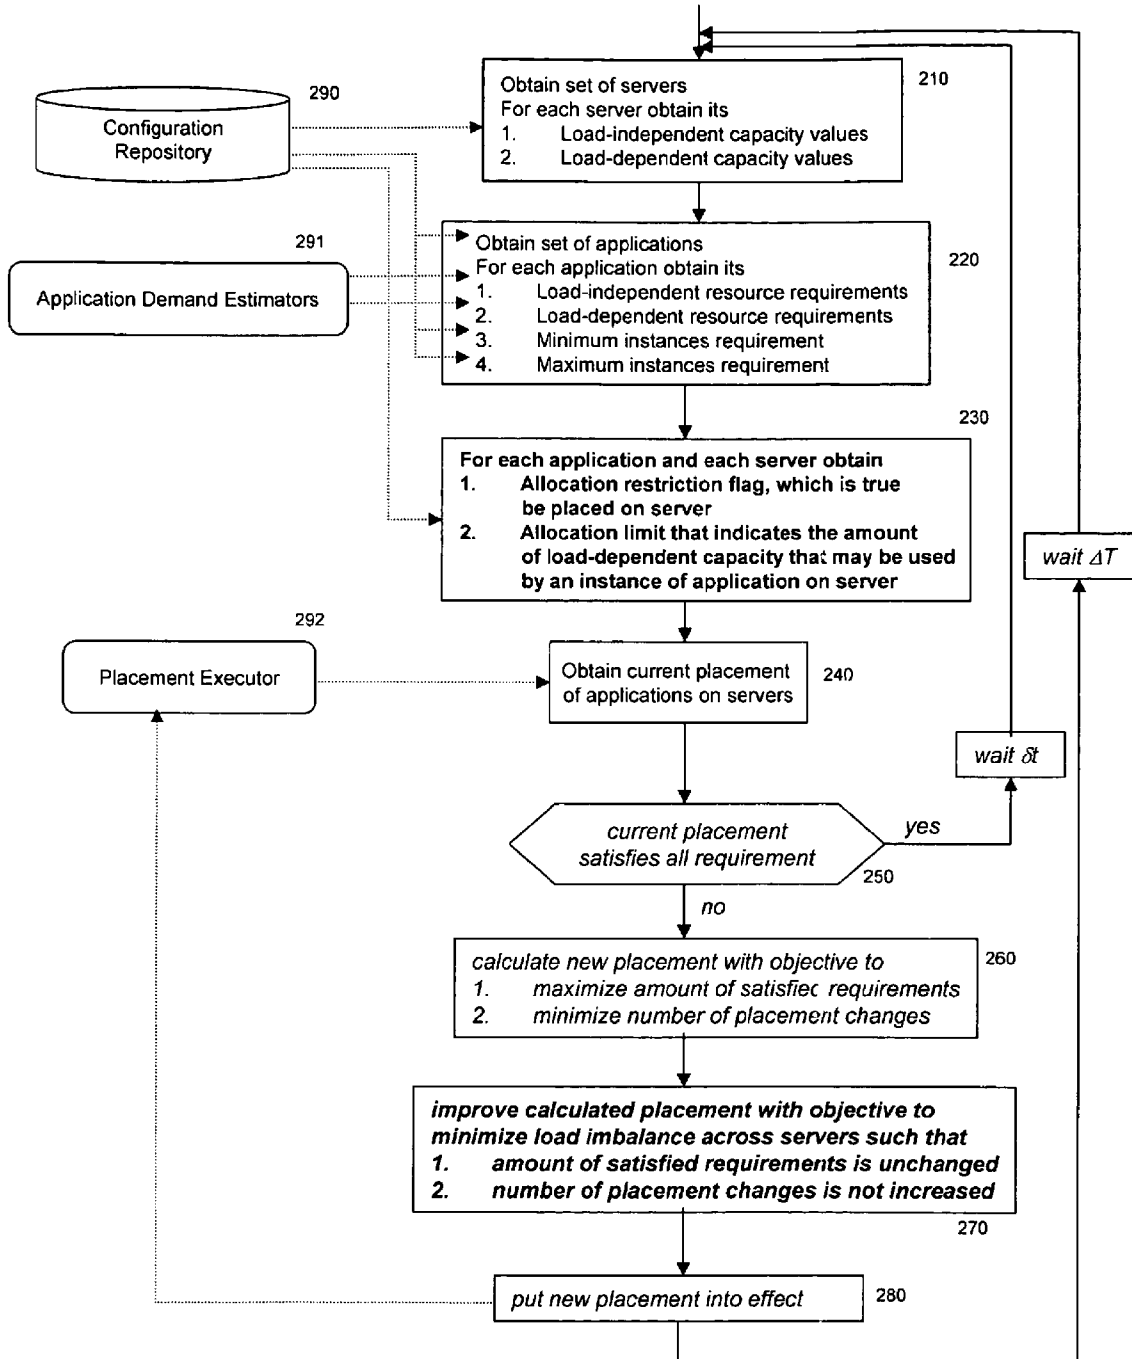 Obtain set of servers
For each server obtain its
1. Load-independent capacity values
2. Load-dependent capacity values
210
290
Configuration
Repository
291
Application Demand Estimators
Obtain set of applications
For each application obtain its
1. Load-independent resource requirements
2. Load-dependent resource requirements
3. Minimum instances requirement
4. Maximum instances requirement
220
230
For each application and each server obtain
1. Allocation restriction flag, which is true
be placed on server
2. Allocation limit that indicates the amount
of load-dependent capacity that may be used
by an instance of application on server
wait ΔT
292
Placement Executor
Obtain current placement
of applications on servers
240
wait δt
current placement
satisfies all requirement
yes
250
no
calculate new placement with objective to
1. maximize amount of satisfied requirements
2. minimize number of placement changes
260
improve calculated placement with objective to
minimize load imbalance across servers such that
1. amount of satisfied requirements is unchanged
2. number of placement changes is not increased
270
put new placement into effect
280